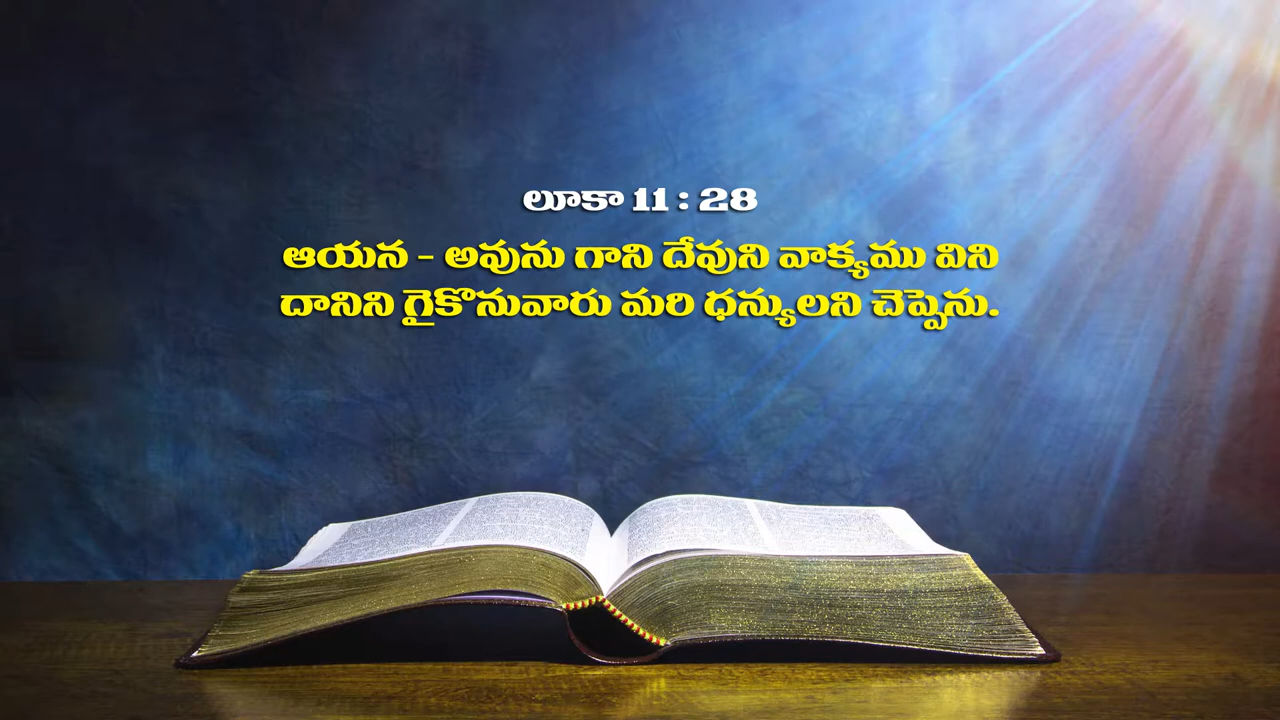 లూకా 11 : 28
ఆయన - అవును గాని దేవుని వాక్యము విని
దానిని గైకొనువారు మరి ధన్యులని చెప్పెను.